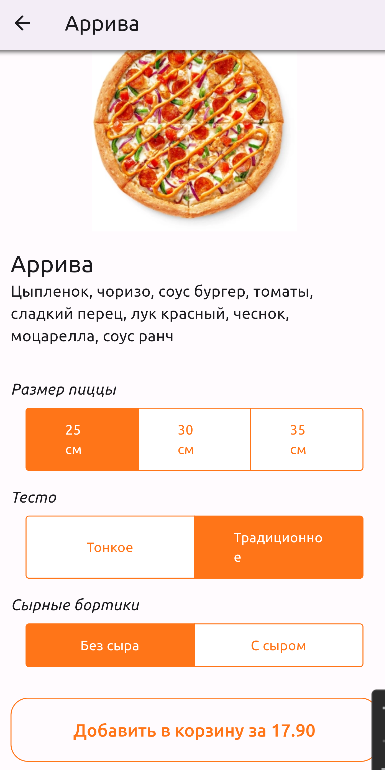 Аррива
Аррива
Цыпленок, чоризо, соус бургер, томаты,
сладкий перец, лук красный, чеснок,
моцарелла, соус ранч
Размер пиццы
25 30 35
см см см
Тесто
Тонкое Традиционно
е
Сырные бортики
Без сыра С сыром
Добавить в корзину за 17.90